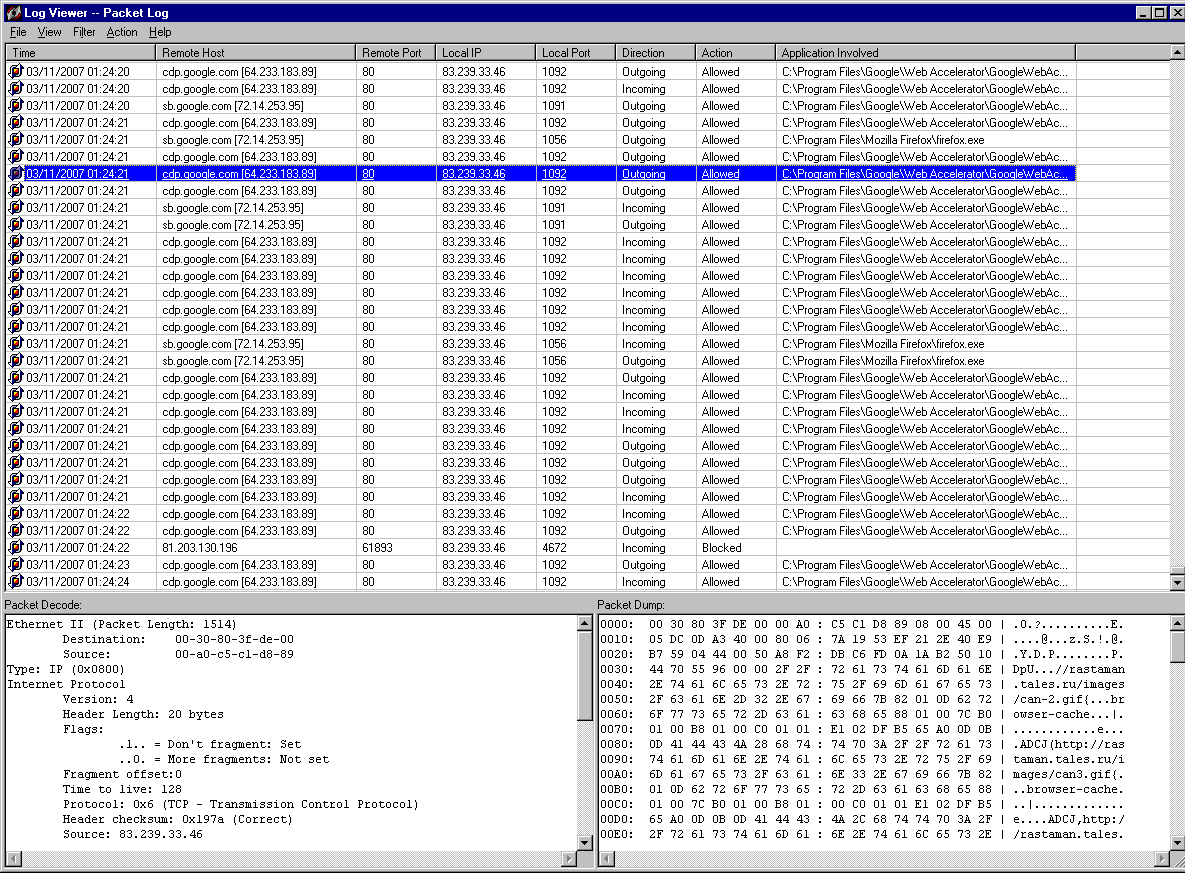 Log Viewer -- Packet Log
File View Filter Action Help
Time Remote Host Remote Port Local IP Local Port Direction Action Application Involved
03/11/2007 01:24:20 cdp.google.com [64.233.183.89] 80 83.239.33.46 1092 Outgoing Allowed C:\Program Files\Google\Web Accelerator\GoogleWebAc...
03/11/2007 01:24:20 cdp.google.com [64.233.183.89] 80 83.239.33.46 1092 Incoming Allowed C:\Program Files\Google\Web Accelerator\GoogleWebAc...
03/11/2007 01:24:20 sb.google.com [72.14.253.95] 80 83.239.33.46 1091 Outgoing Allowed C:\Program Files\Google\Web Accelerator\GoogleWebAc...
03/11/2007 01:24:21 cdp.google.com [64.233.183.89] 80 83.239.33.46 1092 Outgoing Allowed C:\Program Files\Google\Web Accelerator\GoogleWebAc...
03/11/2007 01:24:21 sb.google.com [72.14.253.95] 80 83.239.33.46 1056 Outgoing Allowed C:\Program Files\Mozilla Firefox\firefox.exe
03/11/2007 01:24:21 cdp.google.com [64.233.183.89] 80 83.239.33.46 1092 Outgoing Allowed C:\Program Files\Google\Web Accelerator\GoogleWebAc...
03/11/2007 01:24:21 cdp.google.com [64.233.183.89] 80 83.239.33.46 1092 Outgoing Allowed C:\Program Files\Google\Web Accelerator\GoogleWebAc...
03/11/2007 01:24:21 cdp.google.com [64.233.183.89] 80 83.239.33.46 1092 Outgoing Allowed C:\Program Files\Google\Web Accelerator\GoogleWebAc...
03/11/2007 01:24:21 sb.google.com [72.14.253.95] 80 83.239.33.46 1091 Incoming Allowed C:\Program Files\Google\Web Accelerator\GoogleWebAc...
03/11/2007 01:24:21 sb.google.com [72.14.253.95] 80 83.239.33.46 1091 Outgoing Allowed C:\Program Files\Google\Web Accelerator\GoogleWebAc...
03/11/2007 01:24:21 cdp.google.com [64.233.183.89] 80 83.239.33.46 1092 Incoming Allowed C:\Program Files\Google\Web Accelerator\GoogleWebAc...
03/11/2007 01:24:21 cdp.google.com [64.233.183.89] 80 83.239.33.46 1092 Incoming Allowed C:\Program Files\Google\Web Accelerator\GoogleWebAc...
03/11/2007 01:24:21 cdp.google.com [64.233.183.89] 80 83.239.33.46 1092 Outgoing Allowed C:\Program Files\Google\Web Accelerator\GoogleWebAc...
03/11/2007 01:24:21 cdp.google.com [64.233.183.89] 80 83.239.33.46 1092 Incoming Allowed C:\Program Files\Google\Web Accelerator\GoogleWebAc...
03/11/2007 01:24:21 cdp.google.com [64.233.183.89] 80 83.239.33.46 1092 Outgoing Allowed C:\Program Files\Google\Web Accelerator\GoogleWebAc...
03/11/2007 01:24:21 cdp.google.com [64.233.183.89] 80 83.239.33.46 1092 Incoming Allowed C:\Program Files\Google\Web Accelerator\GoogleWebAc...
03/11/2007 01:24:21 sb.google.com [72.14.253.95] 80 83.239.33.46 1056 Incoming Allowed C:\Program Files\Mozilla Firefox\firefox.exe
03/11/2007 01:24:21 sb.google.com [72.14.253.95] 80 83.239.33.46 1056 Outgoing Allowed C:\Program Files\Mozilla Firefox\firefox.exe
03/11/2007 01:24:21 cdp.google.com [64.233.183.89] 80 83.239.33.46 1092 Outgoing Allowed C:\Program Files\Google\Web Accelerator\GoogleWebAc...
03/11/2007 01:24:21 cdp.google.com [64.233.183.89] 80 83.239.33.46 1092 Incoming Allowed C:\Program Files\Google\Web Accelerator\GoogleWebAc...
03/11/2007 01:24:21 cdp.google.com [64.233.183.89] 80 83.239.33.46 1092 Incoming Allowed C:\Program Files\Google\Web Accelerator\GoogleWebAc...
03/11/2007 01:24:21 cdp.google.com [64.233.183.89] 80 83.239.33.46 1092 Incoming Allowed C:\Program Files\Google\Web Accelerator\GoogleWebAc...
03/11/2007 01:24:21 cdp.google.com [64.233.183.89] 80 83.239.33.46 1092 Outgoing Allowed C:\Program Files\Google\Web Accelerator\GoogleWebAc...
03/11/2007 01:24:21 cdp.google.com [64.233.183.89] 80 83.239.33.46 1092 Outgoing Allowed C:\Program Files\Google\Web Accelerator\GoogleWebAc...
03/11/2007 01:24:21 cdp.google.com [64.233.183.89] 80 83.239.33.46 1092 Outgoing Allowed C:\Program Files\Google\Web Accelerator\GoogleWebAc...
03/11/2007 01:24:21 cdp.google.com [64.233.183.89] 80 83.239.33.46 1092 Incoming Allowed C:\Program Files\Google\Web Accelerator\GoogleWebAc...
03/11/2007 01:24:22 cdp.google.com [64.233.183.89] 80 83.239.33.46 1092 Incoming Allowed C:\Program Files\Google\Web Accelerator\GoogleWebAc...
03/11/2007 01:24:22 cdp.google.com [64.233.183.89] 80 83.239.33.46 1092 Outgoing Allowed C:\Program Files\Google\Web Accelerator\GoogleWebAc...
03/11/2007 01:24:22 81.203.130.196 61893 83.239.33.46 4672 Incoming Blocked
03/11/2007 01:24:23 cdp.google.com [64.233.183.89] 80 83.239.33.46 1092 Outgoing Allowed C:\Program Files\Google\Web Accelerator\GoogleWebAc...
03/11/2007 01:24:24 cdp.google.com [64.233.183.89] 80 83.239.33.46 1092 Incoming Allowed C:\Program Files\Google\Web Accelerator\GoogleWebAc...
Packet Decode:
Ethernet II (Packet Length: 1514)
Destination: 00-30-80-3f-de-00
Source: 00-a0-c5-c1-d8-89
Type: IP (0x0800)
Internet Protocol
Version: 4
Header Length: 20 bytes
Flags:
.1.. = Don't fragment: Set
..0. = More fragments: Not set
Fragment offset:0
Time to live: 128
Protocol: 0x6 (TCP - Transmission Control Protocol)
Header checksum: 0x197a (Correct)
Source: 83.239.33.46
Packet Dump:
0000: 00 30 80 3F DE 00 00 A0 : C5 C1 D8 89 08 00 45 00 | .0.?..........E.
0010: 05 DC 0D A3 40 00 80 06 : 7A 19 53 EF 21 2E 40 E9 | ....@...z.S.!.@.
0020: B7 59 04 44 00 50 A8 F2 : DB C6 FD 0A 1A B2 50 10 | .Y.D.P........P.
0030: 44 70 55 96 00 00 2F 2F : 72 61 73 74 61 6D 61 6E | DpU...//rastaman
0040: 2E 74 61 6C 65 73 2E 72 : 75 2F 69 6D 61 67 65 73 | .tales.ru/images
0050: 2F 63 61 6E 2D 32 2E 67 : 69 66 7B 82 01 0D 62 72 | /can-2.gif{...br
0060: 6F 77 73 65 72 2D 63 61 : 63 68 65 88 01 00 7C B0 | owser-cache...|.
0070: 01 00 B8 01 00 C0 01 01 : E1 02 DF B5 65 A0 0D 0B | ............e...
0080: 0D 41 44 43 4A 28 68 74 : 74 70 3A 2F 2F 72 61 73 | .ADCJ(http://ras
0090: 74 61 6D 61 6E 2E 74 61 : 6C 65 73 2E 72 75 2F 69 | taman.tales.ru/i
00A0: 6D 61 67 65 73 2F 63 61 : 6E 33 2E 67 69 66 7B 82 | mages/can3.gif{.
00B0: 01 0D 62 6F 77 73 65 : 72 2D 63 61 63 68 65 88 | ..browser-cache.
00C0: 01 00 7C B0 01 00 B8 01 : 00 C0 01 01 E1 02 DF B5 | ..|.............
00D0: 65 A0 0D 0B 0D 41 44 43 : 4A 2C 68 74 74 70 3A 2F | e....ADCJ,http:/
00E0: 2F 72 61 73 74 61 6D 61 : 6E 2E 74 61 6C 65 73 2E | /rastaman.tales.